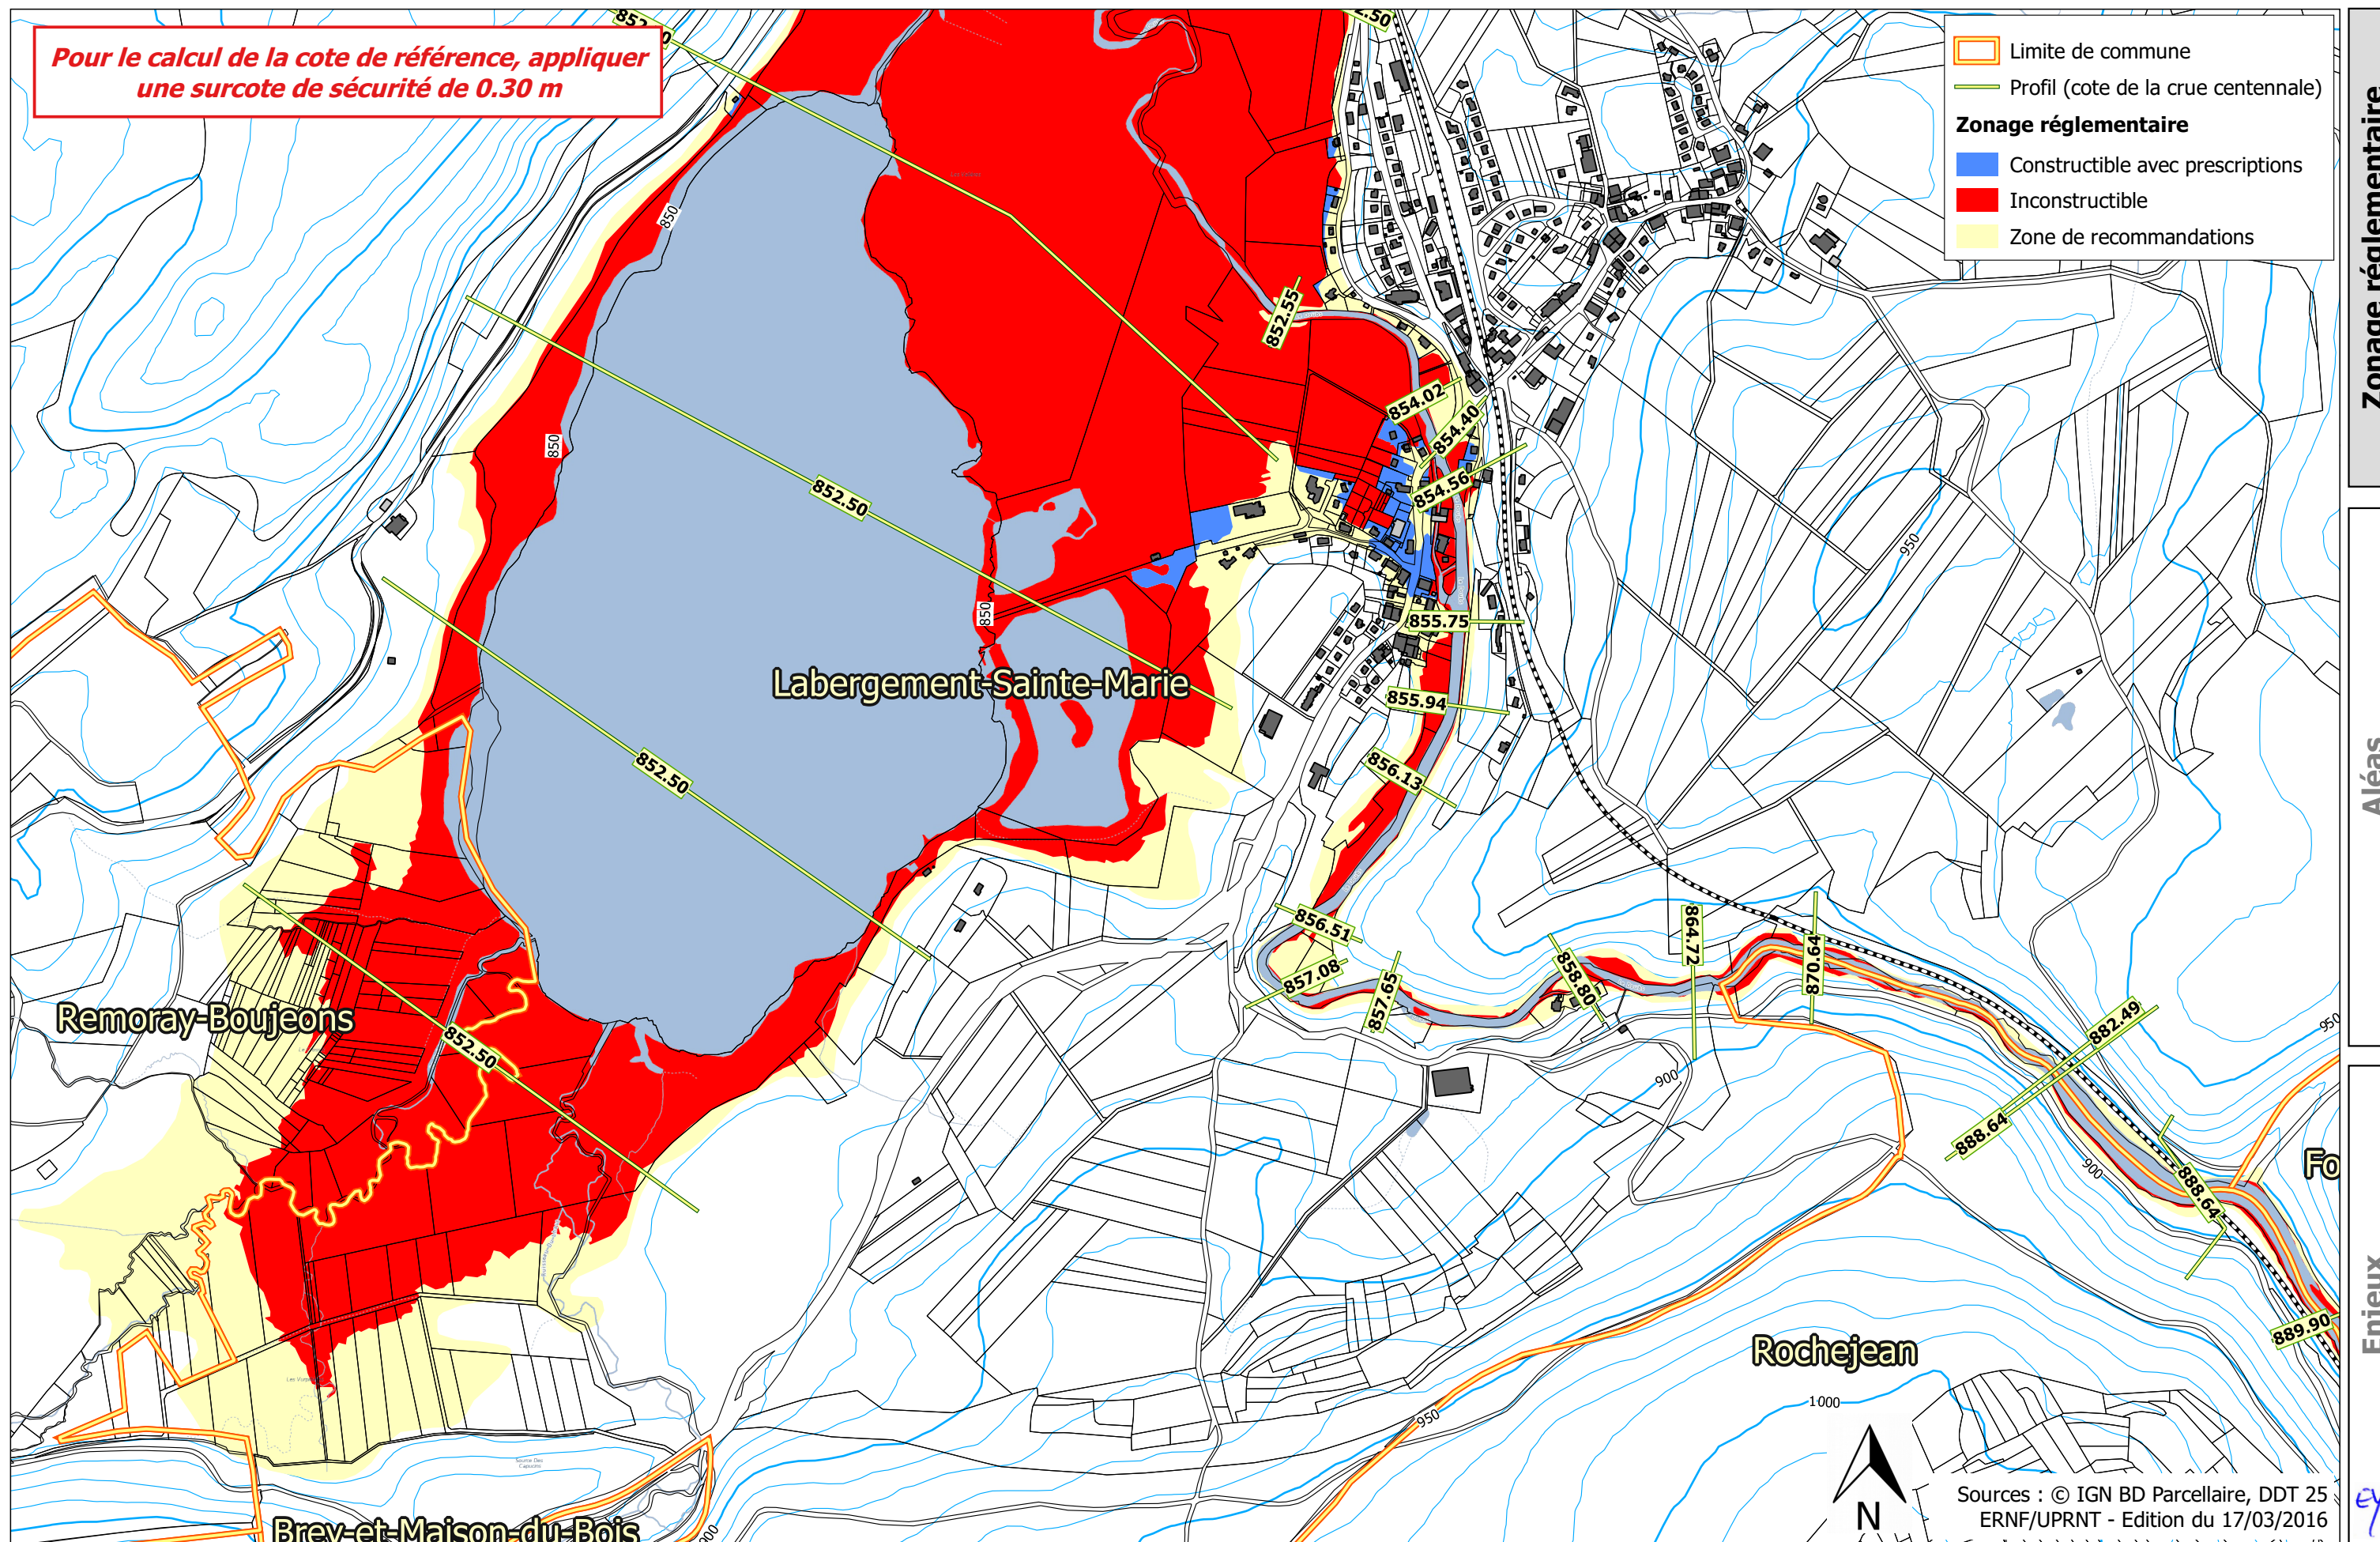 Pour le calcul de la cote de référence, appliquer
une surcote de sécurité de 0.30 m
Limite de commune
Profil (cote de la crue centennale)
Zonage réglementaire
Constructible avec prescriptions
Inconstructible
Zone de recommandations
Zonage réglementaire
Aléas
Enjeux
850
852.55
850
854.02
854.40
852.50
854.56
950
850
855.75
Labergement-Sainte-Marie
855.94
852.50
856.13
856.51
864.72
870.64
857.08
857.65
858.80
Remoray-Boujeons
852.50
882.49
950
900
888.64
900
888.64
889.90
Rochejean
1000
950
Source Des
Capucins
N
Sources : © IGN BD Parcellaire, DDT 25
ERNF/UPRNT - Edition du 17/03/2016
Brey-et-Maison-du-Bois
900